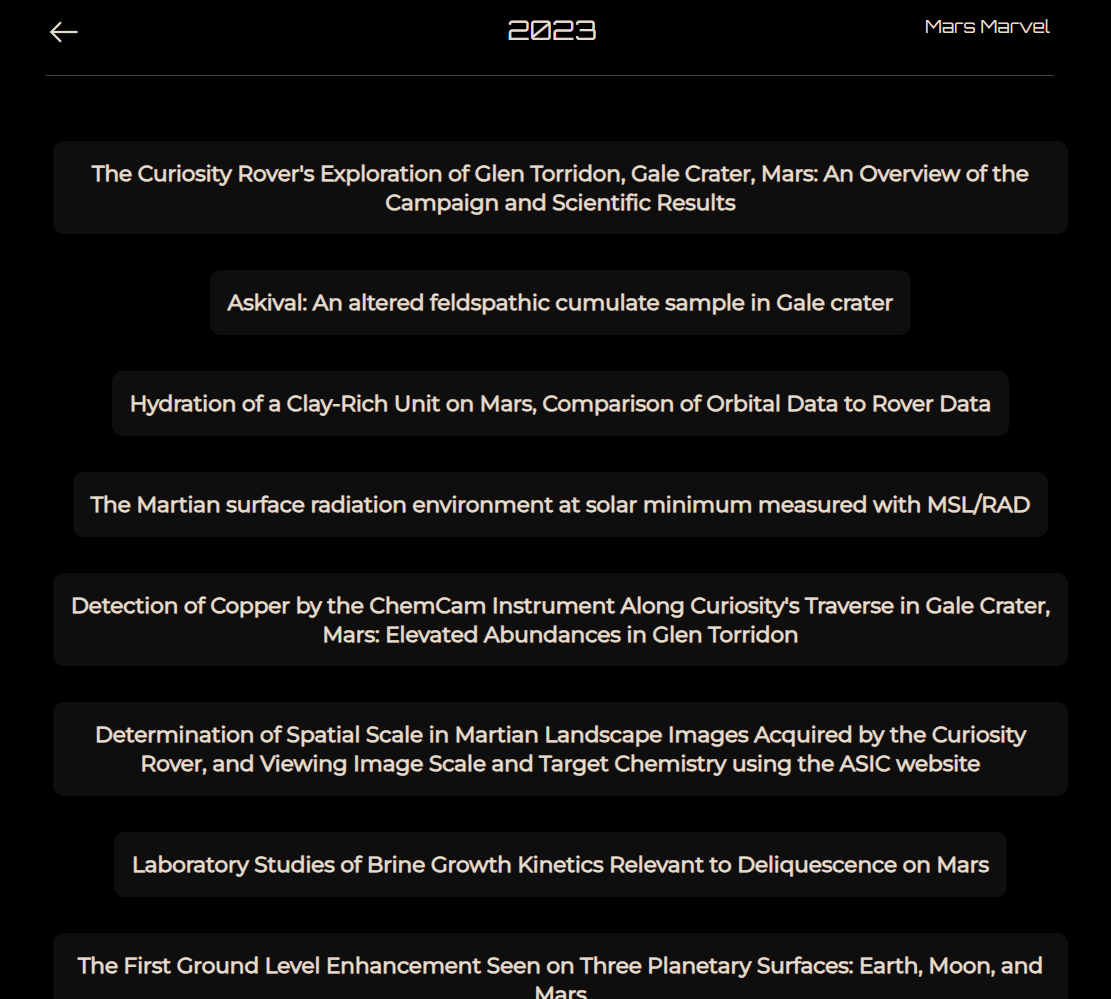 2023
Mars Marvel
The Curiosity Rover's Exploration of Glen Torridon, Gale Crater, Mars: An Overview of the
Campaign and Scientific Results
Askival: An altered feldspathic cumulate sample in Gale crater
Hydration of a Clay-Rich Unit on Mars, Comparison of Orbital Data to Rover Data
The Martian surface radiation environment at solar minimum measured with MSL/RAD
Detection of Copper by the ChemCam Instrument Along Curiosity's Traverse in Gale Crater,
Mars: Elevated Abundances in Glen Torridon
Determination of Spatial Scale in Martian Landscape Images Acquired by the Curiosity
Rover, and Viewing Image Scale and Target Chemistry using the ASIC website
Laboratory Studies of Brine Growth Kinetics Relevant to Deliquescence on Mars
The First Ground Level Enhancement Seen on Three Planetary Surfaces: Earth, Moon, and
Mars